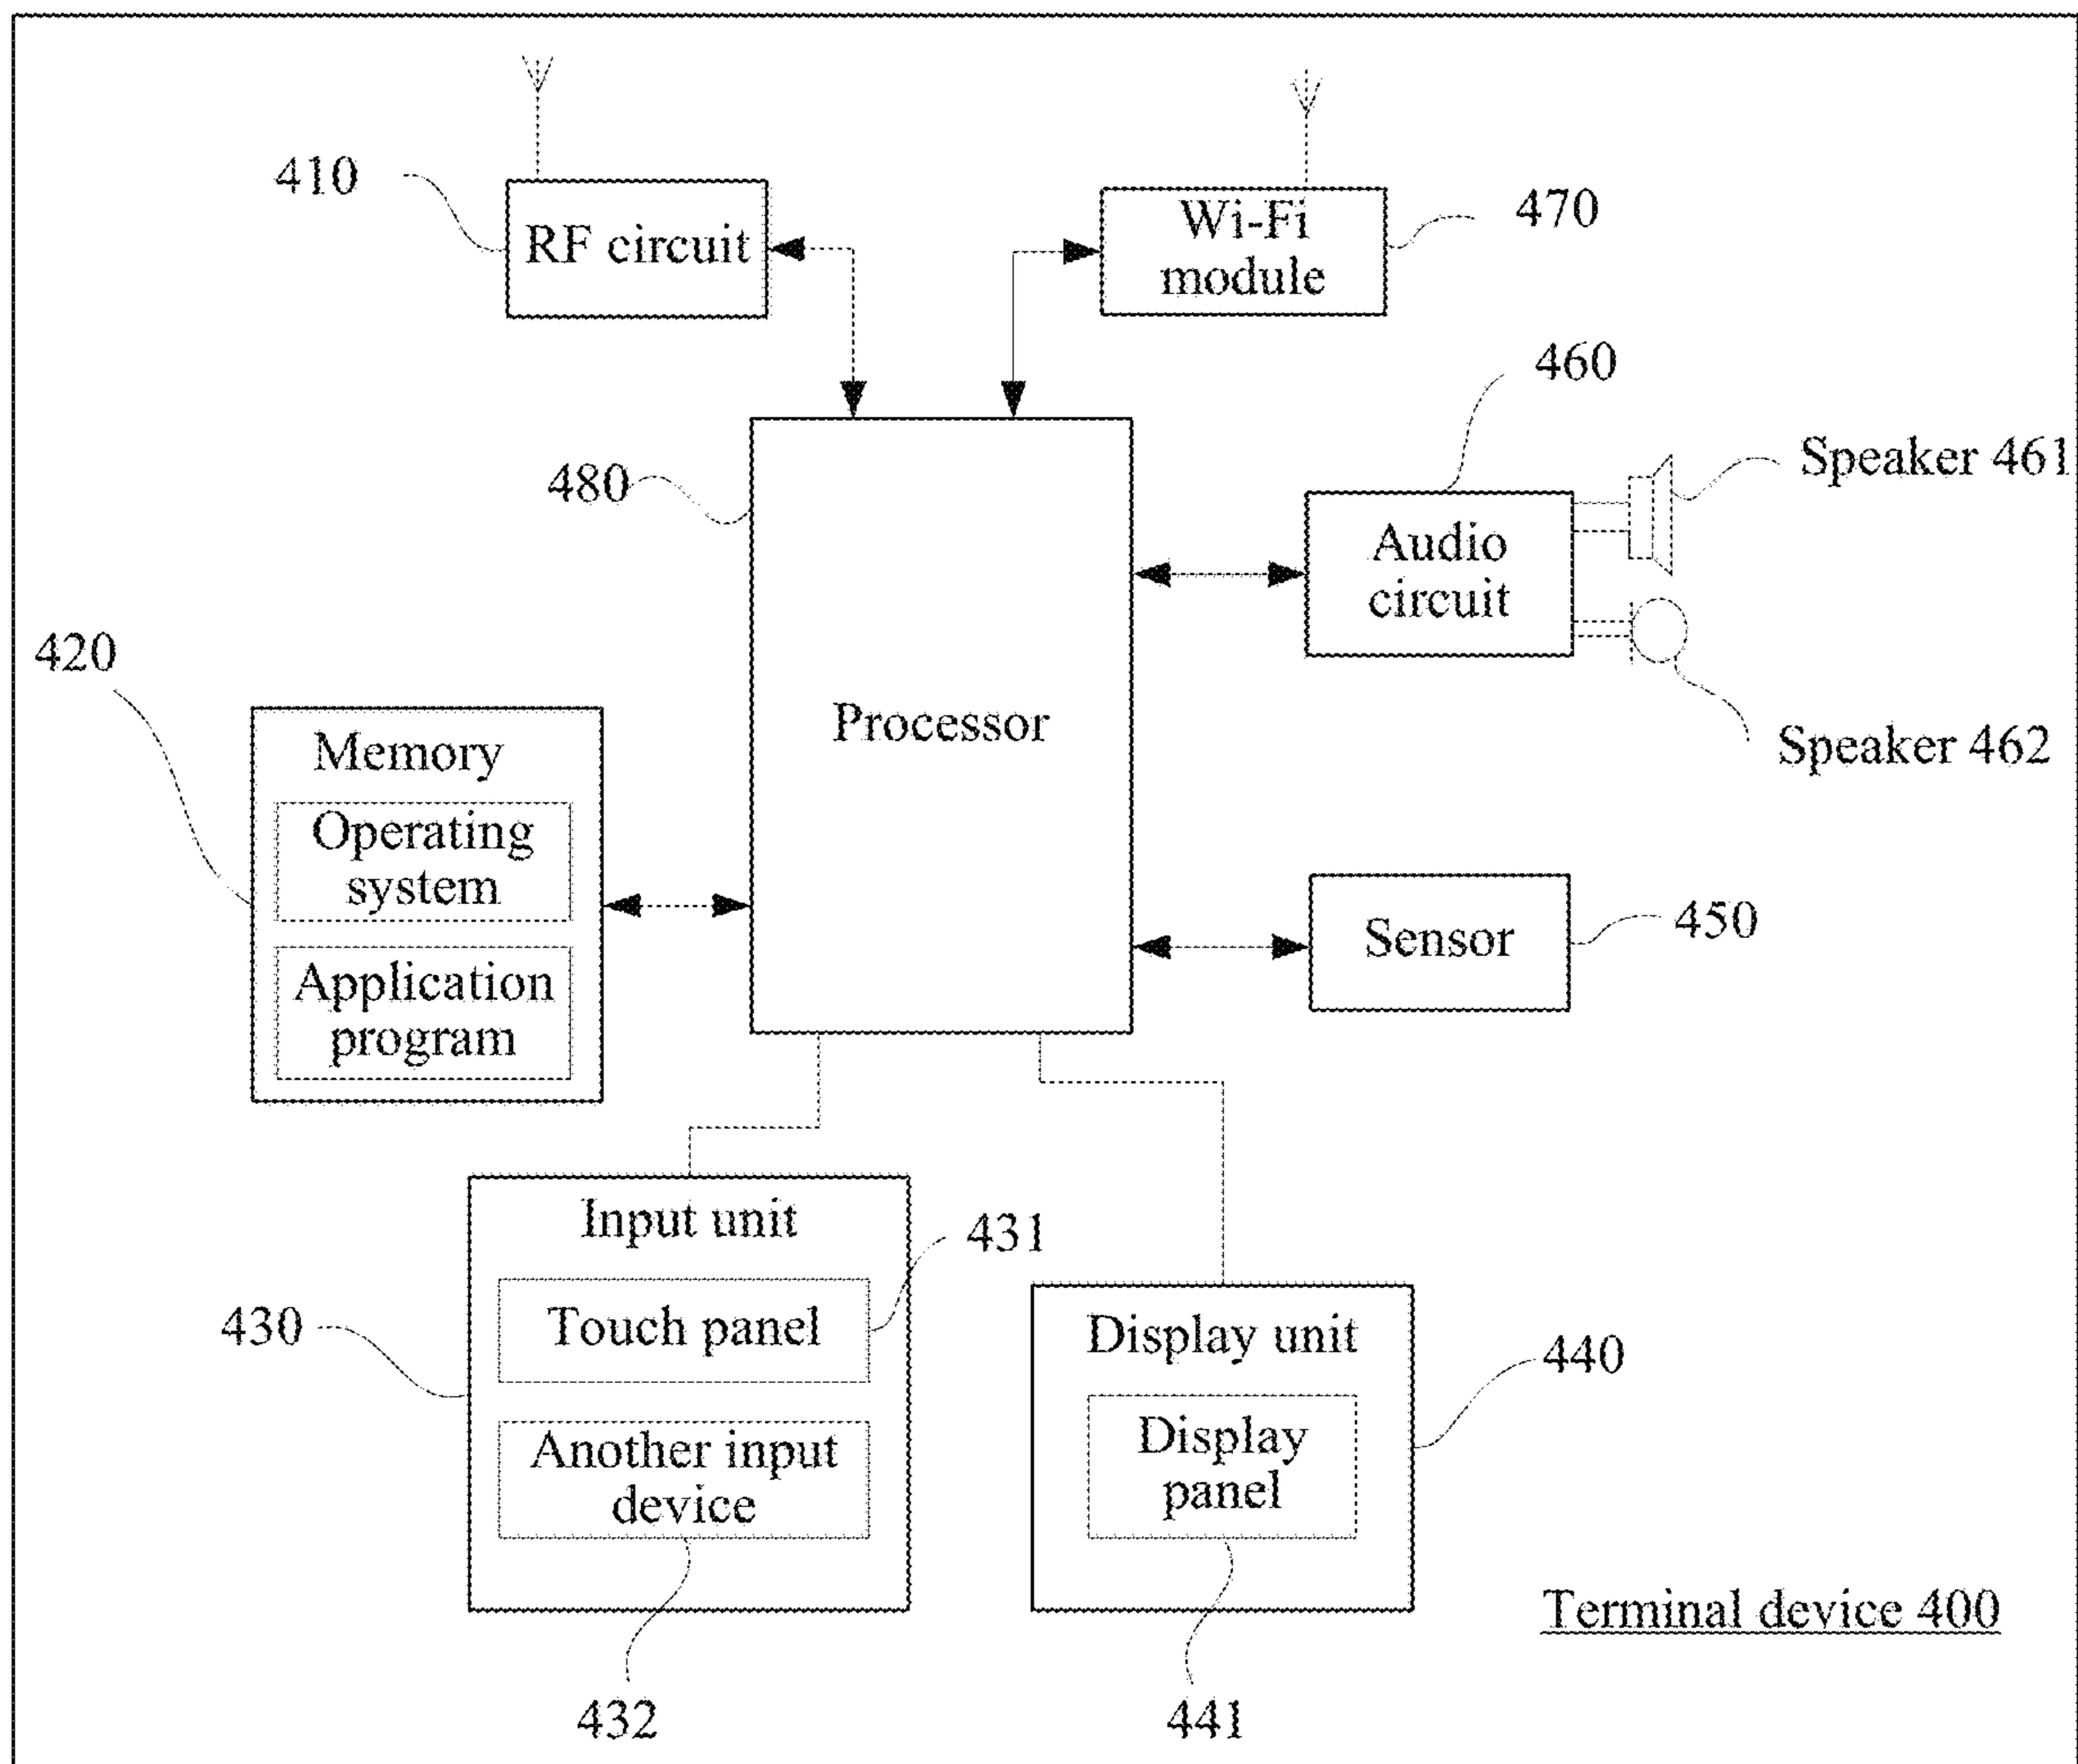 410
RF circuit
Wi-Fi
module
470
460
480
Speaker 461
Audio
circuit
420
Processor
Speaker 462
Memory
Operating
system
Application
program
Sensor
450
Input unit
431
Touch panel
430
Another input
device
432
Display unit
440
Display
panel
441
Terminal device 400